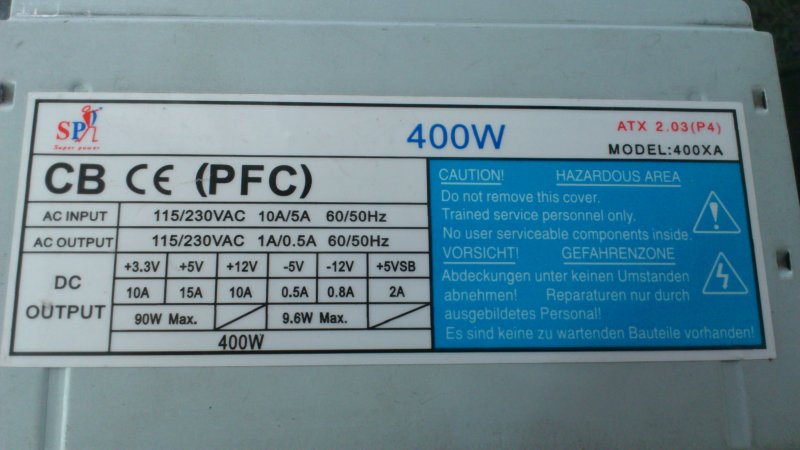 SP
Super power
400W
ATX 2.03(P4)
MODEL:400XA
CB CE (PFC)
AC INPUT 115/230VAC 10A/5A 60/50Hz
AC OUTPUT 115/230VAC 1A/0.5A 60/50Hz
DC OUTPUT
+3.3V +5V +12V -5V -12V +5VSB
10A 15A 10A 0.5A 0.8A 2A
90W Max. 9.6W Max.
400W
CAUTION! HAZARDOUS AREA
Do not remove this cover.
Trained service personnel only.
No user serviceable components inside.
VORSICHT! GEFAHRENZONE
Abdeckungen unter keinen Umstanden
abnehmen! Reparaturen nur durch
ausgebildetes Personal!
Es sind keine zu wartenden Bauteile vorhanden!